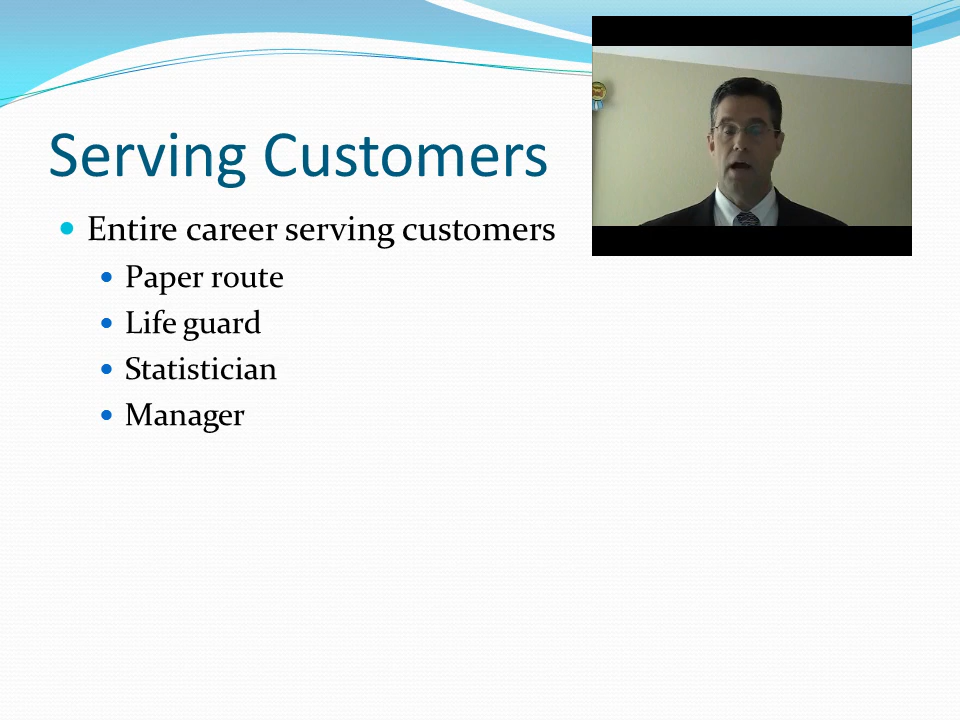 Serving Customers
Entire career serving customers
Paper route
Life guard
Statistician
Manager